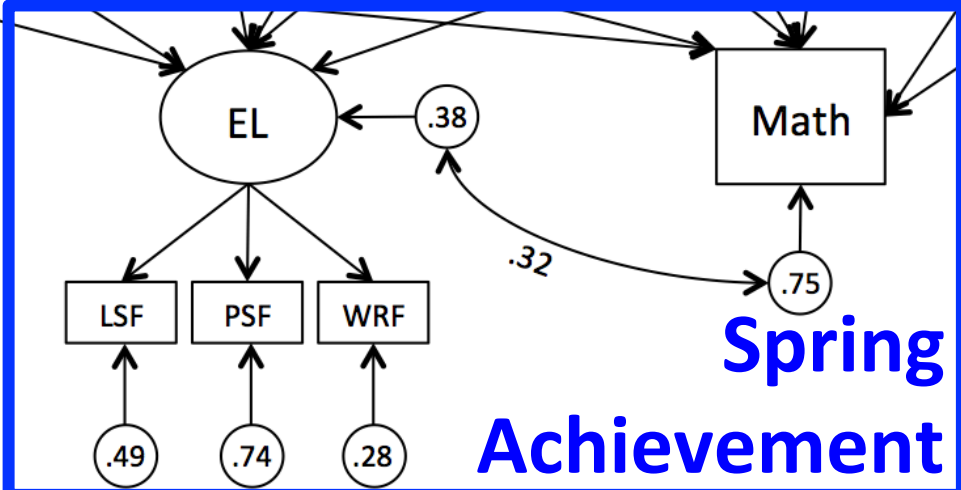 EL
.38
Math
.32
.75
LSF
PSF
WRF
Spring
Achievement
.49
.74
.28